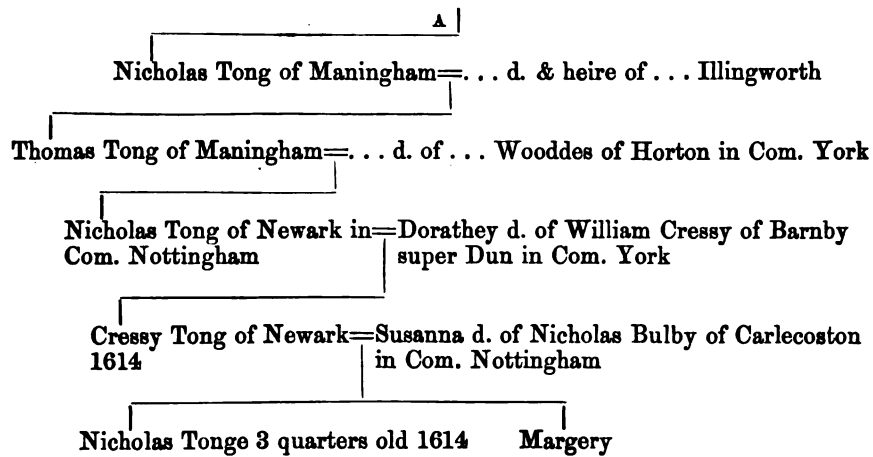 A
Nicholas Tong of Maningham=. . . d. & heire of . . . Illingworth
Thomas Tong of Maningham=. . . d. of . . . Wooddes of Horton in Com. York
Nicholas Tong of Newark in=Dorathey d. of William Cressy of Barnby
Com. Nottingham super Dun in Com. York
Cressy Tong of Newark=Susanna d. of Nicholas Bulby of Carlecoston
1614 in Com. Nottingham
Nicholas Tonge 3 quarters old 1614 Margery